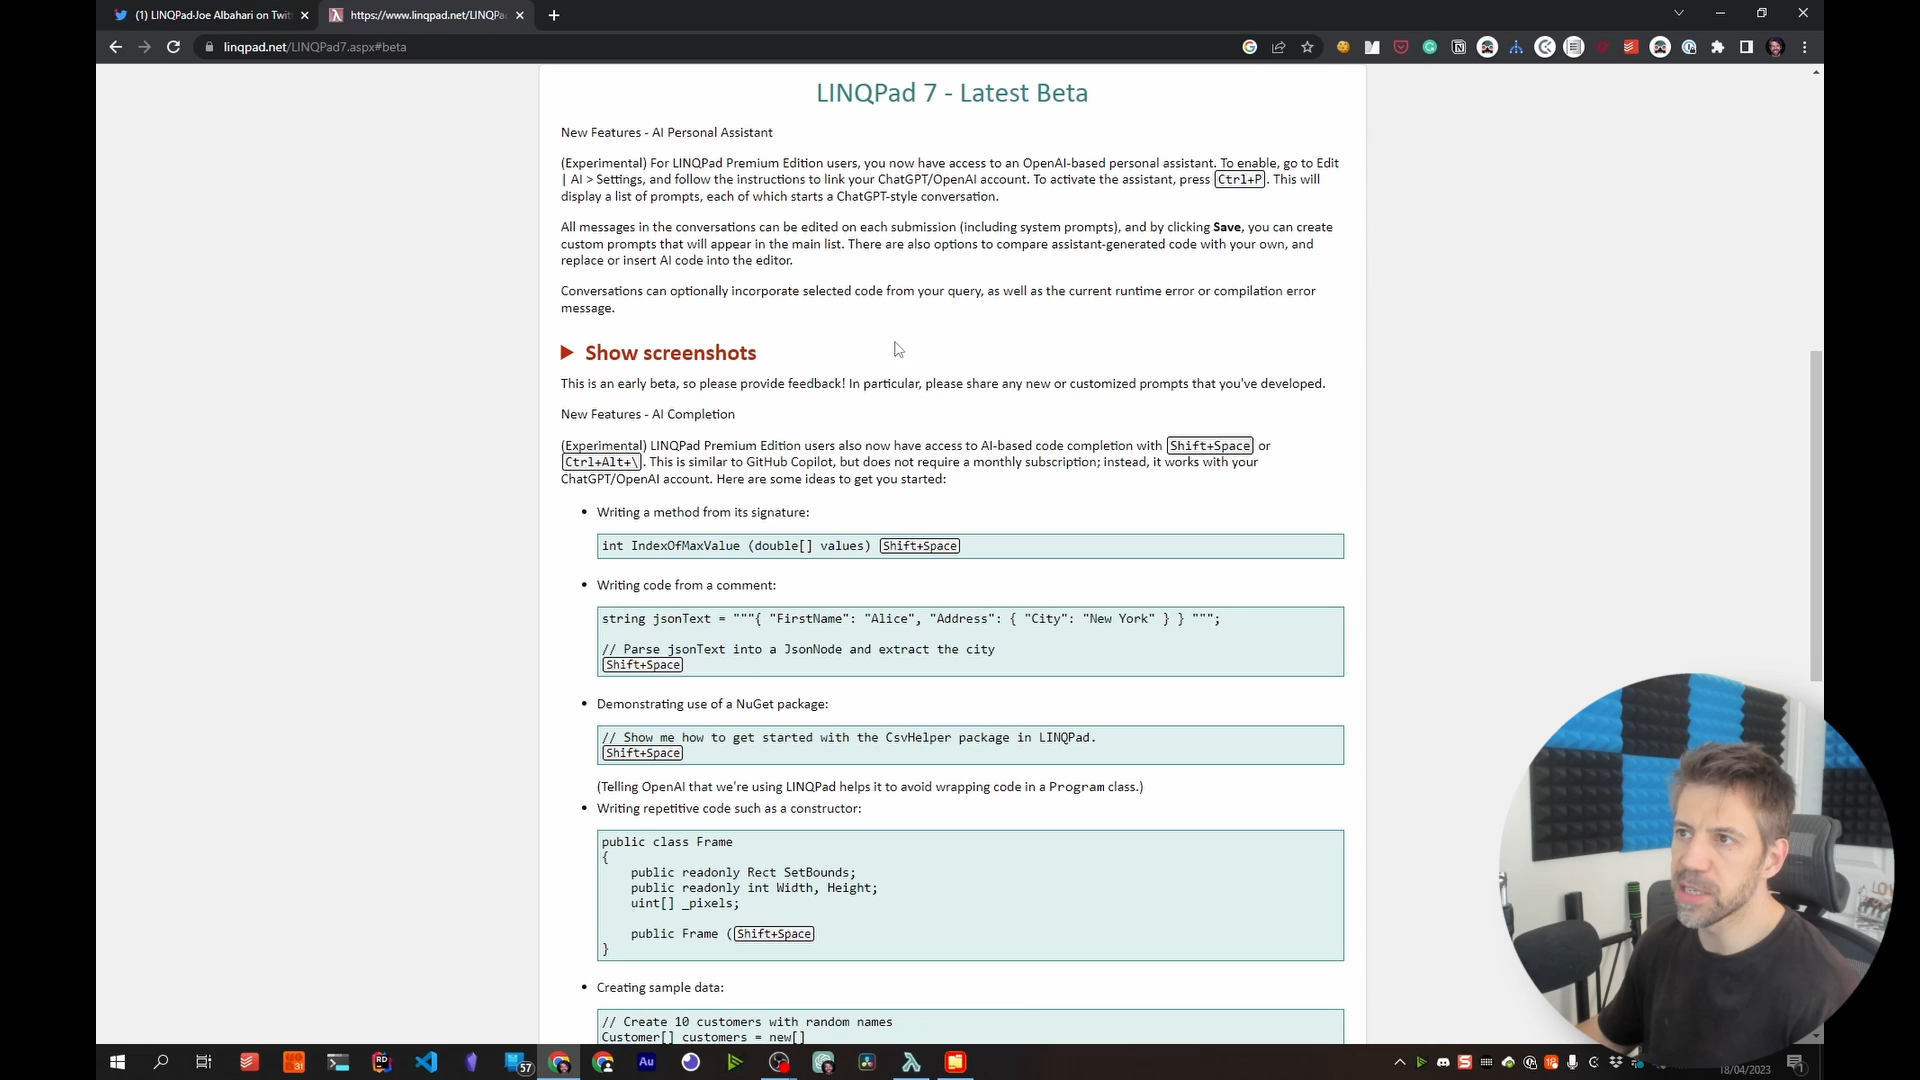 (1) LINQPad-Joe Albahari on Twit
https://www.linqpad.net/LINQPa
linqpad.net/LINQPad7.aspx#beta
LINQPad 7 - Latest Beta
New Features - AI Personal Assistant
(Experimental) For LINQPad Premium Edition users, you now have access to an OpenAI-based personal assistant. To enable, go to Edit
| AI > Settings, and follow the instructions to link your ChatGPT/OpenAI account. To activate the assistant, press Ctrl+P. This will
display a list of prompts, each of which starts a ChatGPT-style conversation.
All messages in the conversations can be edited on each submission (including system prompts), and by clicking Save, you can create
custom prompts that will appear in the main list. There are also options to compare assistant-generated code with your own, and
replace or insert AI code into the editor.
Conversations can optionally incorporate selected code from your query, as well as the current runtime error or compilation error
message.
Show screenshots
This is an early beta, so please provide feedback! In particular, please share any new or customized prompts that you've developed.
New Features - AI Completion
(Experimental) LINQPad Premium Edition users also now have access to AI-based code completion with Shift+Space or
Ctrl+Alt+\. This is similar to GitHub Copilot, but does not require a monthly subscription; instead, it works with your
ChatGPT/OpenAI account. Here are some ideas to get you started:
• Writing a method from its signature:
int IndexOfMaxValue (double[] values) Shift+Space
• Writing code from a comment:
string jsonText = """{ "FirstName": "Alice", "Address": { "City": "New York" } } """;
// Parse jsonText into a JsonNode and extract the city
Shift+Space
• Demonstrating use of a NuGet package:
// Show me how to get started with the CsvHelper package in LINQPad.
Shift+Space
(Telling OpenAI that we're using LINQPad helps it to avoid wrapping code in a Program class.)
• Writing repetitive code such as a constructor:
public class Frame
{
public readonly Rect SetBounds;
public readonly int Width, Height;
uint[] _pixels;
public Frame (Shift+Space
}
• Creating sample data:
// Create 10 customers with random names
Customer[] customers = new[]
31
RD
57
Au
18
18/04/2023